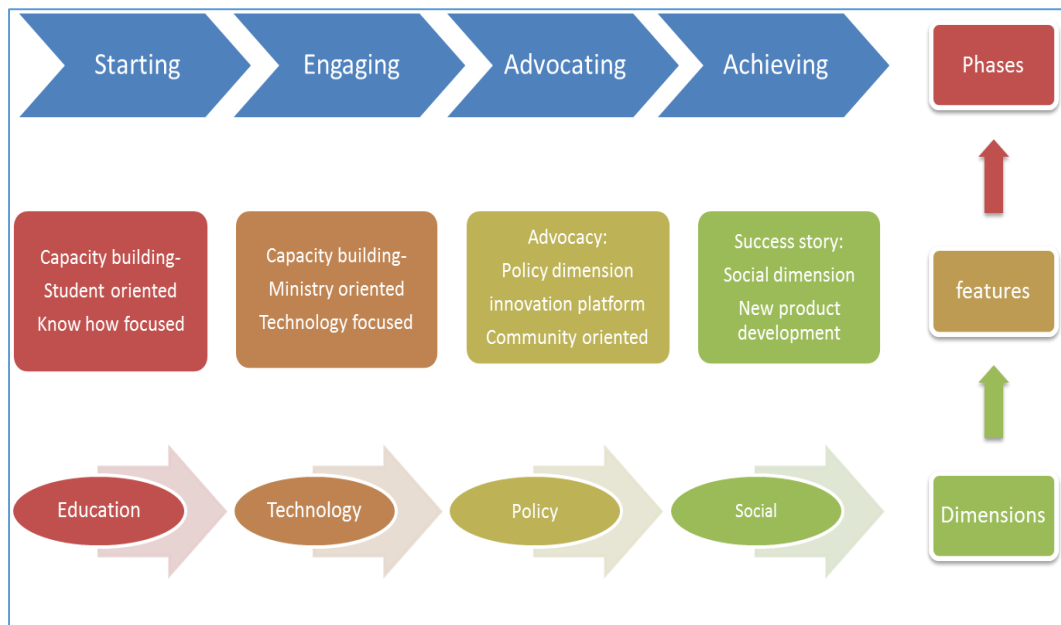 Starting
Engaging
Advocating
Achieving
Phases
Capacity building-
Student oriented
Know how focused
Capacity building-
Ministry oriented
Technology focused
Advocacy:
Policy dimension
innovation platform
Community oriented
Success story:
Social dimension
New product
development
features
Education
Technology
Policy
Social
Dimensions